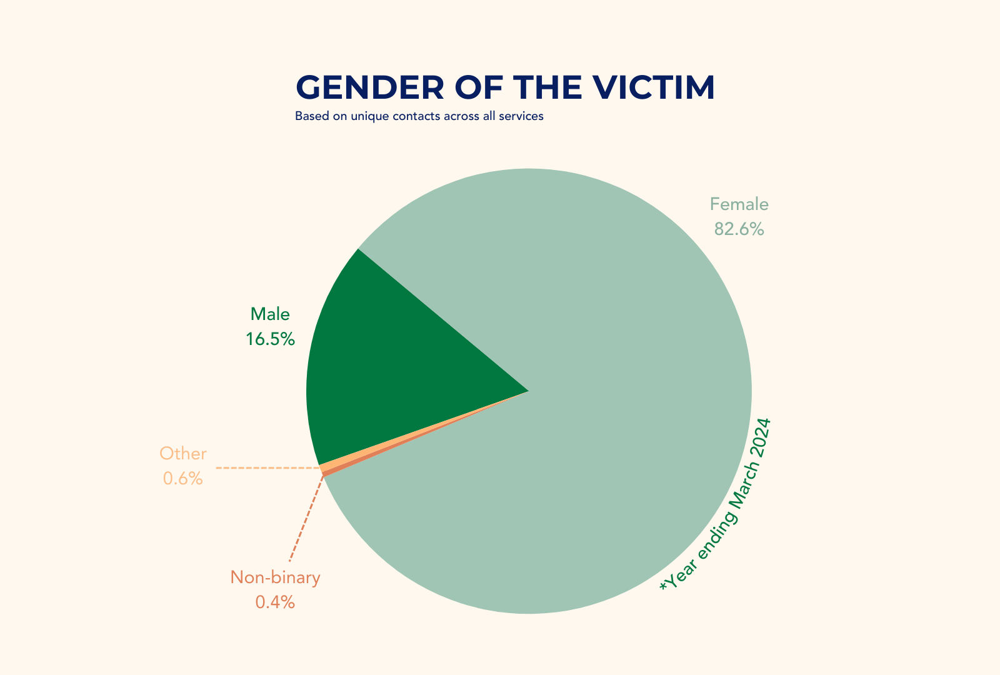 GENDER OF THE VICTIM
Based on unique contacts across all services
Female
82.6%
Male
16.5%
Other
0.6%
Non-binary
0.4%
*Year ending March 2024